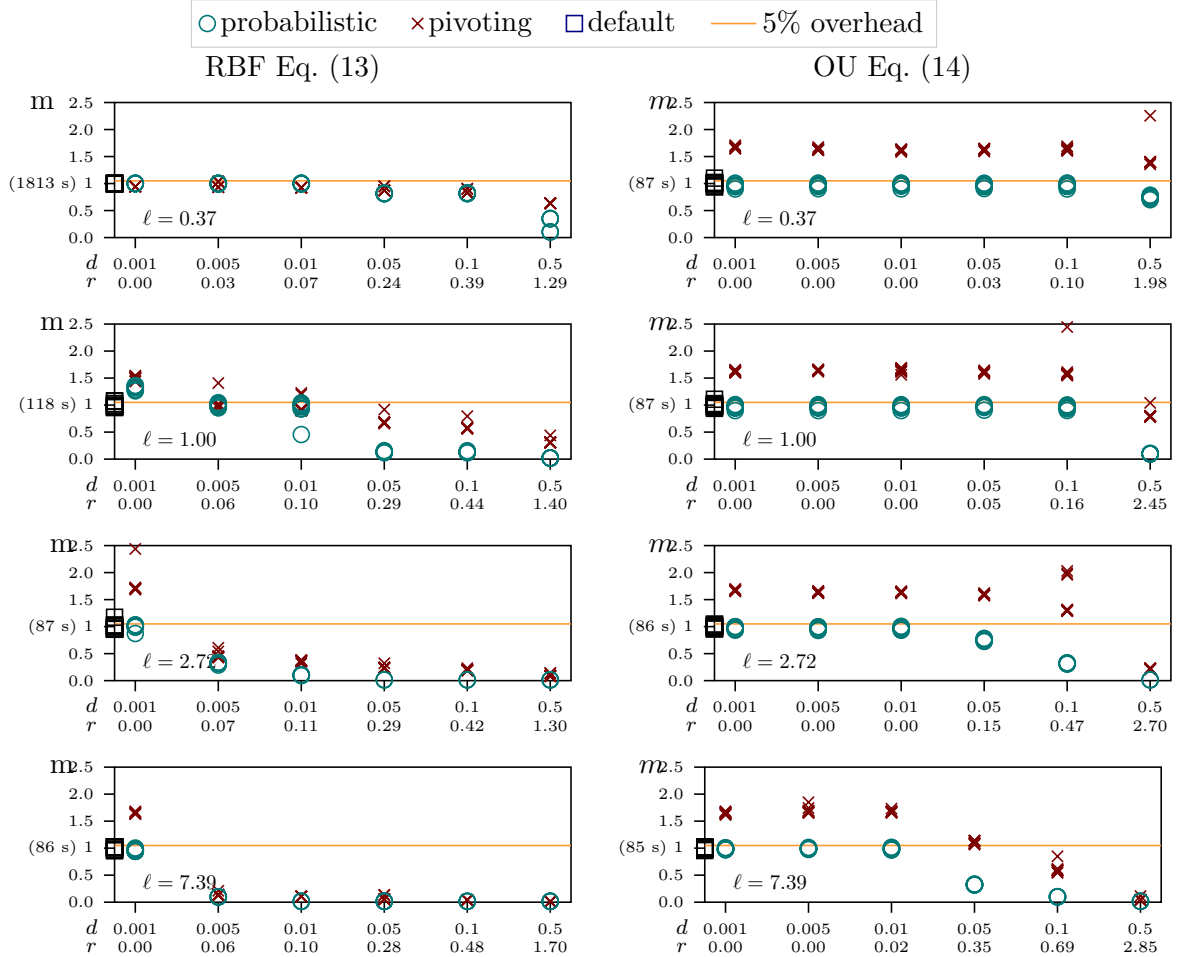 probabilistic pivoting default 5% overhead
RBF Eq. (13)
m
2.5
2.0
1.5
(1813 s) 1
0.5
0.0
ℓ = 0.37
d 0.001 0.005 0.01 0.05 0.1 0.5
r 0.00 0.03 0.07 0.24 0.39 1.29
m
2.5
2.0
1.5
(118 s) 1
0.5
0.0
ℓ = 1.00
d 0.001 0.005 0.01 0.05 0.1 0.5
r 0.00 0.06 0.10 0.29 0.44 1.40
m
2.5
2.0
1.5
(87 s) 1
0.5
0.0
ℓ = 2.72
d 0.001 0.005 0.01 0.05 0.1 0.5
r 0.00 0.07 0.11 0.29 0.42 1.30
m
2.5
2.0
1.5
(86 s) 1
0.5
0.0
ℓ = 7.39
d 0.001 0.005 0.01 0.05 0.1 0.5
r 0.00 0.06 0.10 0.28 0.48 1.70
OU Eq. (14)
m
2.5
2.0
1.5
(87 s) 1
0.5
0.0
ℓ = 0.37
d 0.001 0.005 0.01 0.05 0.1 0.5
r 0.00 0.00 0.00 0.03 0.10 1.98
m
2.5
2.0
1.5
(87 s) 1
0.5
0.0
ℓ = 1.00
d 0.001 0.005 0.01 0.05 0.1 0.5
r 0.00 0.00 0.00 0.05 0.16 2.45
m
2.5
2.0
1.5
(86 s) 1
0.5
0.0
ℓ = 2.72
d 0.001 0.005 0.01 0.05 0.1 0.5
r 0.00 0.00 0.00 0.15 0.47 2.70
m
2.5
2.0
1.5
(85 s) 1
0.5
0.0
ℓ = 7.39
d 0.001 0.005 0.01 0.05 0.1 0.5
r 0.00 0.00 0.02 0.35 0.69 2.85